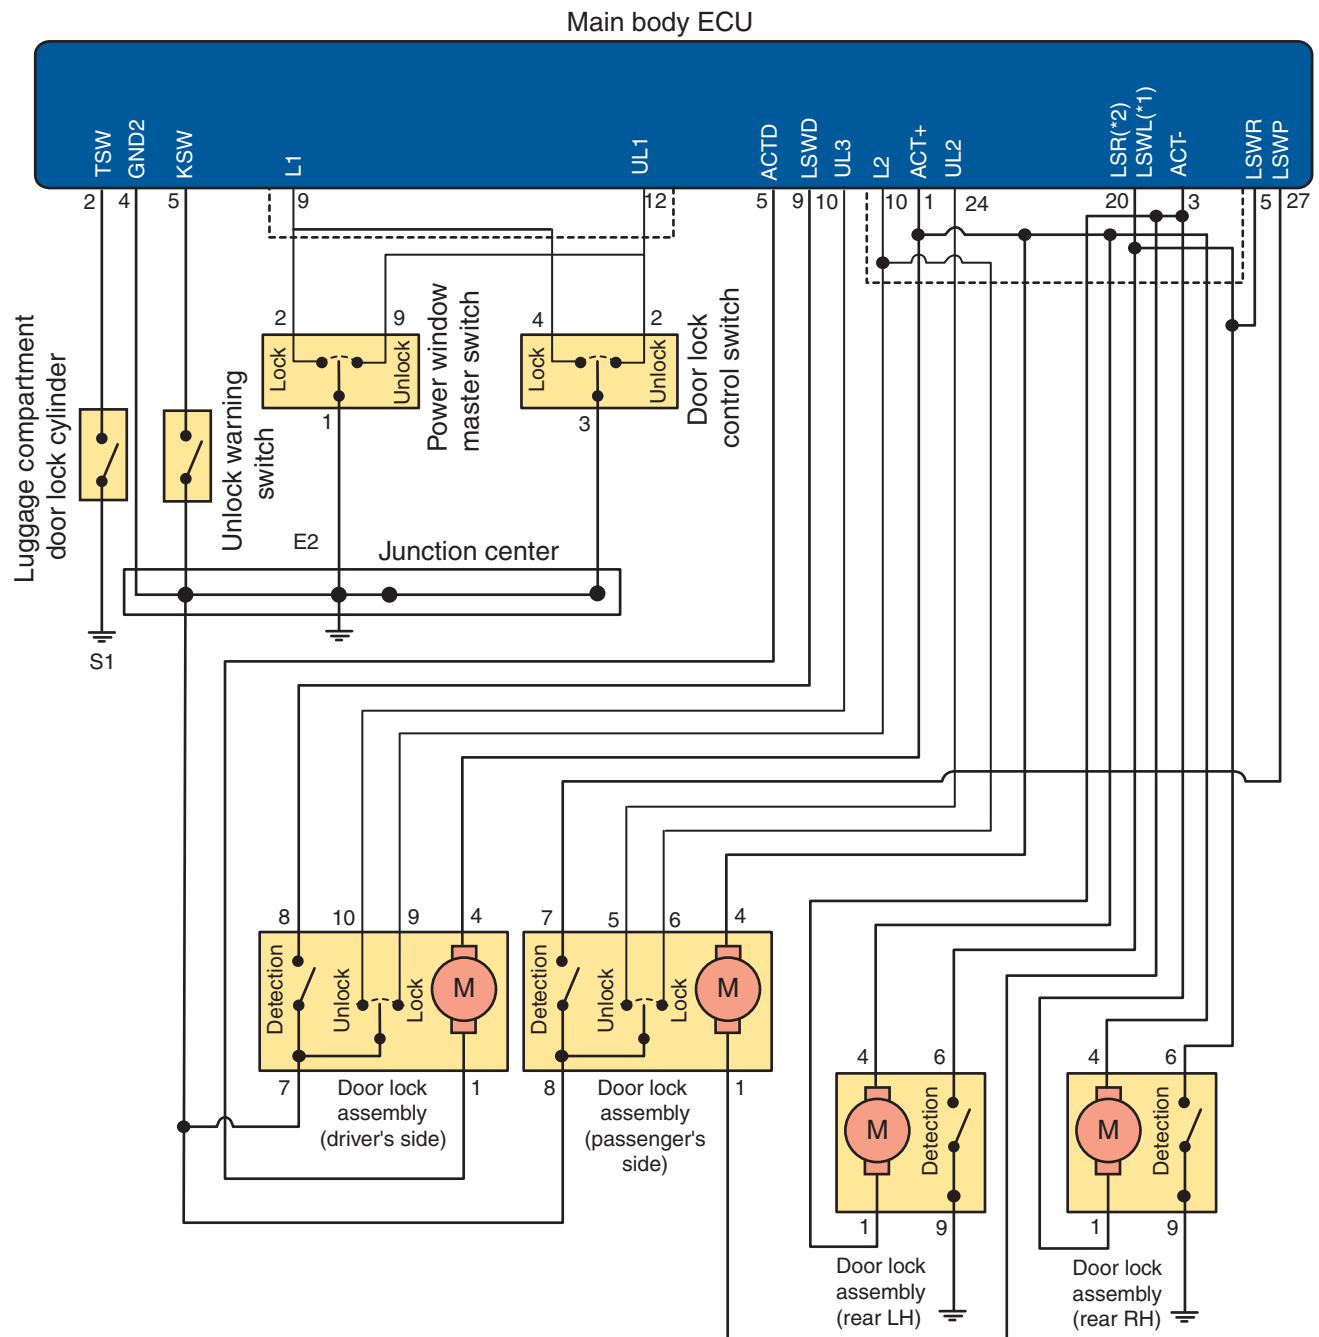 Main body ECU
TSW
GND2
KSW
L1
UL1
ACTD
LSWD
UL3
L2
ACT+
UL2
LSR(*2)
LSWL(*1)
ACT-
LSWR
LSWP
2
4
5
9
12
5
9
10
10
1
24
20
3
5
27
Luggage compartment
door lock cylinder
Unlock warning
switch
2
9
Lock
Unlock
1
Power window
master switch
4
2
Lock
Unlock
3
Door lock
control switch
E2
Junction center
S1
8
10
9
4
Detection
Unlock
Lock
M
7
1
Door lock
assembly
(driver's side)
7
5
6
4
Detection
Unlock
Lock
M
8
1
Door lock
assembly
(passenger's
side)
4
6
M
Detection
1
9
Door lock
assembly
(rear LH)
4
6
M
Detection
1
9
Door lock
assembly
(rear RH)